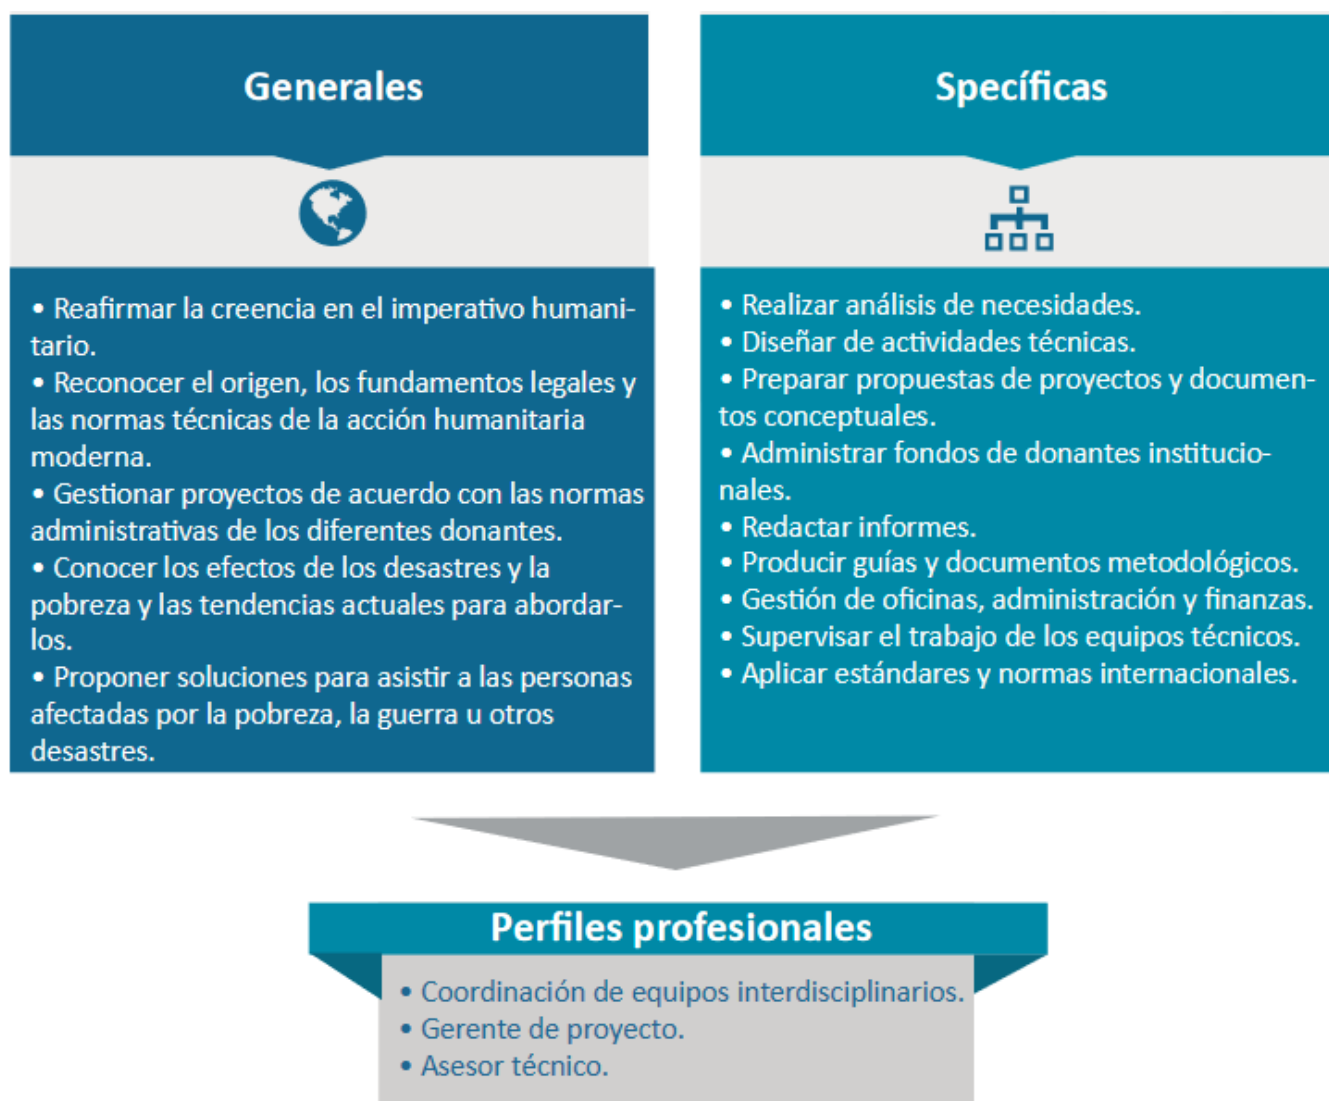 Generales
• Reafirmar la creencia en el imperativo humani-
tario.
• Reconocer el origen, los fundamentos legales y
las normas técnicas de la acción humanitaria
moderna.
• Gestionar proyectos de acuerdo con las normas
administrativas de los diferentes donantes.
• Conocer los efectos de los desastres y la
pobreza y las tendencias actuales para abordar-
los.
• Proponer soluciones para asistir a las personas
afectadas por la pobreza, la guerra u otros
desastres.
Specíficas
• Realizar análisis de necesidades.
• Diseñar de actividades técnicas.
• Preparar propuestas de proyectos y documen-
tos conceptuales.
• Administrar fondos de donantes institucio-
nales.
• Redactar informes.
• Producir guías y documentos metodológicos.
• Gestión de oficinas, administración y finanzas.
• Supervisar el trabajo de los equipos técnicos.
• Aplicar estándares y normas internacionales.
Perfiles profesionales
• Coordinación de equipos interdisciplinarios.
• Gerente de proyecto.
• Asesor técnico.